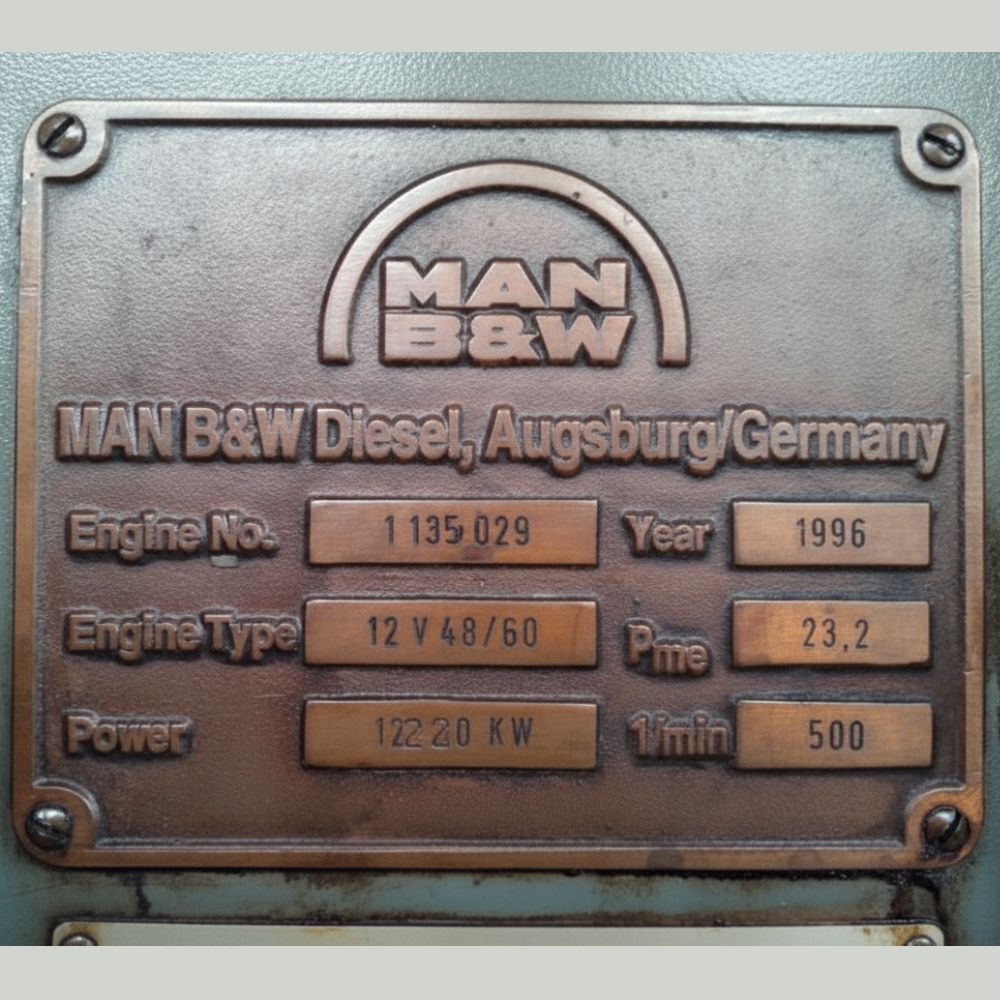 MAN
B&W
MAN B&W Diesel, Augsburg/Germany
Engine No. 1 135 029 Year 1996
Engine Type 12 V 48/60 Pme 23,2
Power 12220 KW 1/min 500